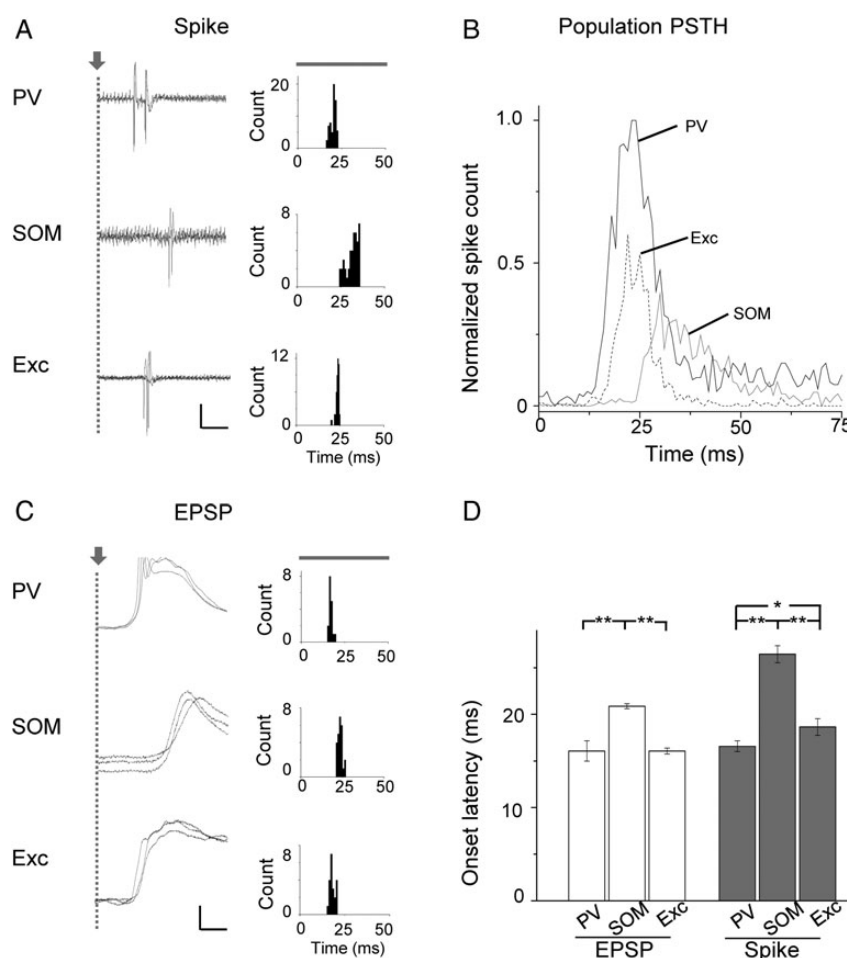 A Spike
PV
Count
20
0
0 25 50
SOM
Count
8
0
0 25 50
Exc
Count
12
0
0 25 50
Time (ms)
B Population PSTH
Normalized spike count
1.0
0.5
0
PV
Exc
SOM
0 25 50 75
Time (ms)
C EPSP
PV
Count
8
0
0 25 50
SOM
Count
8
0
0 25 50
Exc
Count
8
0
0 25 50
Time (ms)
D
Onset latency (ms)
20
15
0
*
** ** ** **
PV SOM Exc PV SOM Exc
EPSP Spike